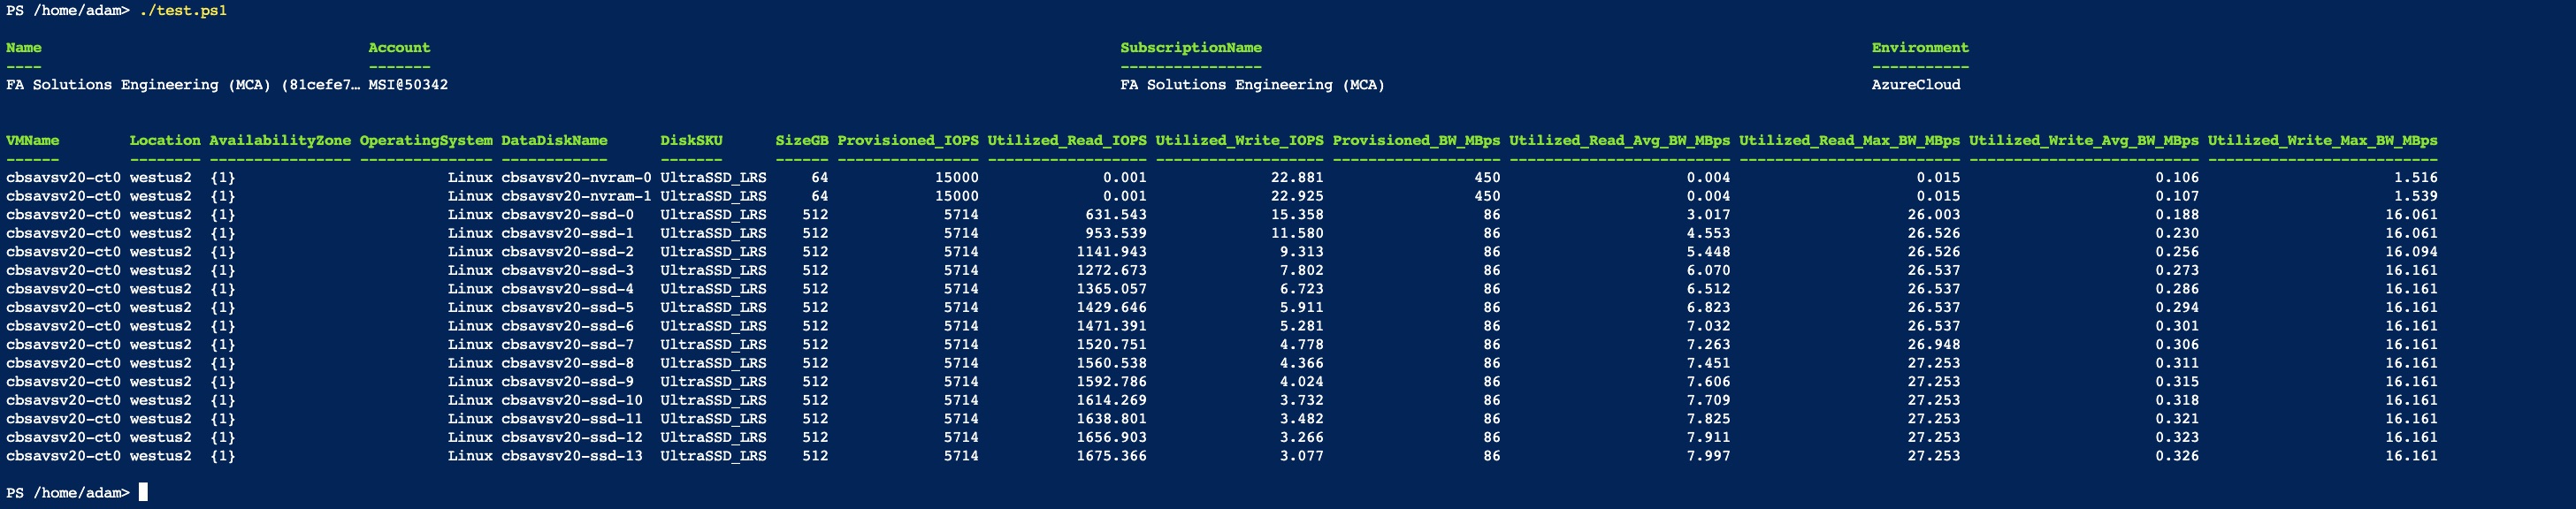 PS /home/adam> ./test.ps1
Name Account SubscriptionName Environment
---- ------- ---------------- -----------
FA Solutions Engineering (MCA) (81cefe7… MSI@50342 FA Solutions Engineering (MCA) AzureCloud
VMName Location AvailabilityZone OperatingSystem DataDiskName DiskSKU SizeGB Provisioned_IOPS Utilized_Read_IOPS Utilized_Write_IOPS Provisioned_BW_MBps Utilized_Read_Avg_BW_MBps Utilized_Read_Max_BW_MBps Utilized_Write_Avg_BW_MBps Utilized_Write_Max_BW_MBps
------ -------- ---------------- --------------- ------------ ------- ------ ---------------- ------------------ ------------------- ------------------- ------------------------- ------------------------- -------------------------- --------------------------
cbsavsv20-ct0 westus2 {1} Linux cbsavsv20-nvram-0 UltraSSD_LRS 64 15000 0.001 22.881 450 0.004 0.015 0.106 1.516
cbsavsv20-ct0 westus2 {1} Linux cbsavsv20-nvram-1 UltraSSD_LRS 64 15000 0.001 22.925 450 0.004 0.015 0.107 1.539
cbsavsv20-ct0 westus2 {1} Linux cbsavsv20-ssd-0 UltraSSD_LRS 512 5714 631.543 15.358 86 3.017 26.003 0.188 16.061
cbsavsv20-ct0 westus2 {1} Linux cbsavsv20-ssd-1 UltraSSD_LRS 512 5714 953.539 11.580 86 4.553 26.526 0.230 16.061
cbsavsv20-ct0 westus2 {1} Linux cbsavsv20-ssd-2 UltraSSD_LRS 512 5714 1141.943 9.313 86 5.448 26.526 0.256 16.094
cbsavsv20-ct0 westus2 {1} Linux cbsavsv20-ssd-3 UltraSSD_LRS 512 5714 1272.673 7.802 86 6.070 26.537 0.273 16.161
cbsavsv20-ct0 westus2 {1} Linux cbsavsv20-ssd-4 UltraSSD_LRS 512 5714 1365.057 6.723 86 6.512 26.537 0.286 16.161
cbsavsv20-ct0 westus2 {1} Linux cbsavsv20-ssd-5 UltraSSD_LRS 512 5714 1429.646 5.911 86 6.823 26.537 0.294 16.161
cbsavsv20-ct0 westus2 {1} Linux cbsavsv20-ssd-6 UltraSSD_LRS 512 5714 1471.391 5.281 86 7.032 26.537 0.301 16.161
cbsavsv20-ct0 westus2 {1} Linux cbsavsv20-ssd-7 UltraSSD_LRS 512 5714 1520.751 4.778 86 7.263 26.948 0.306 16.161
cbsavsv20-ct0 westus2 {1} Linux cbsavsv20-ssd-8 UltraSSD_LRS 512 5714 1560.538 4.366 86 7.451 27.253 0.311 16.161
cbsavsv20-ct0 westus2 {1} Linux cbsavsv20-ssd-9 UltraSSD_LRS 512 5714 1592.786 4.024 86 7.606 27.253 0.315 16.161
cbsavsv20-ct0 westus2 {1} Linux cbsavsv20-ssd-10 UltraSSD_LRS 512 5714 1614.269 3.732 86 7.709 27.253 0.318 16.161
cbsavsv20-ct0 westus2 {1} Linux cbsavsv20-ssd-11 UltraSSD_LRS 512 5714 1638.801 3.482 86 7.825 27.253 0.321 16.161
cbsavsv20-ct0 westus2 {1} Linux cbsavsv20-ssd-12 UltraSSD_LRS 512 5714 1656.903 3.266 86 7.911 27.253 0.323 16.161
cbsavsv20-ct0 westus2 {1} Linux cbsavsv20-ssd-13 UltraSSD_LRS 512 5714 1675.366 3.077 86 7.997 27.253 0.326 16.161
PS /home/adam>